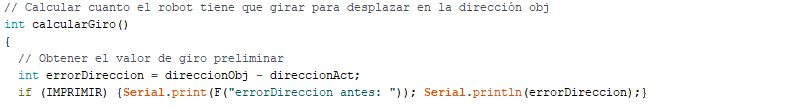 // Calcular cuanto el robot tiene que girar para desplazar en la dirección obj
int calcularGiro()
{
// Obtener el valor de giro preliminar
int errorDireccion = direccionObj - direccionAct;
if (IMPRIMIR) {Serial.print(F("errorDireccion antes: ")); Serial.println(errorDireccion);}